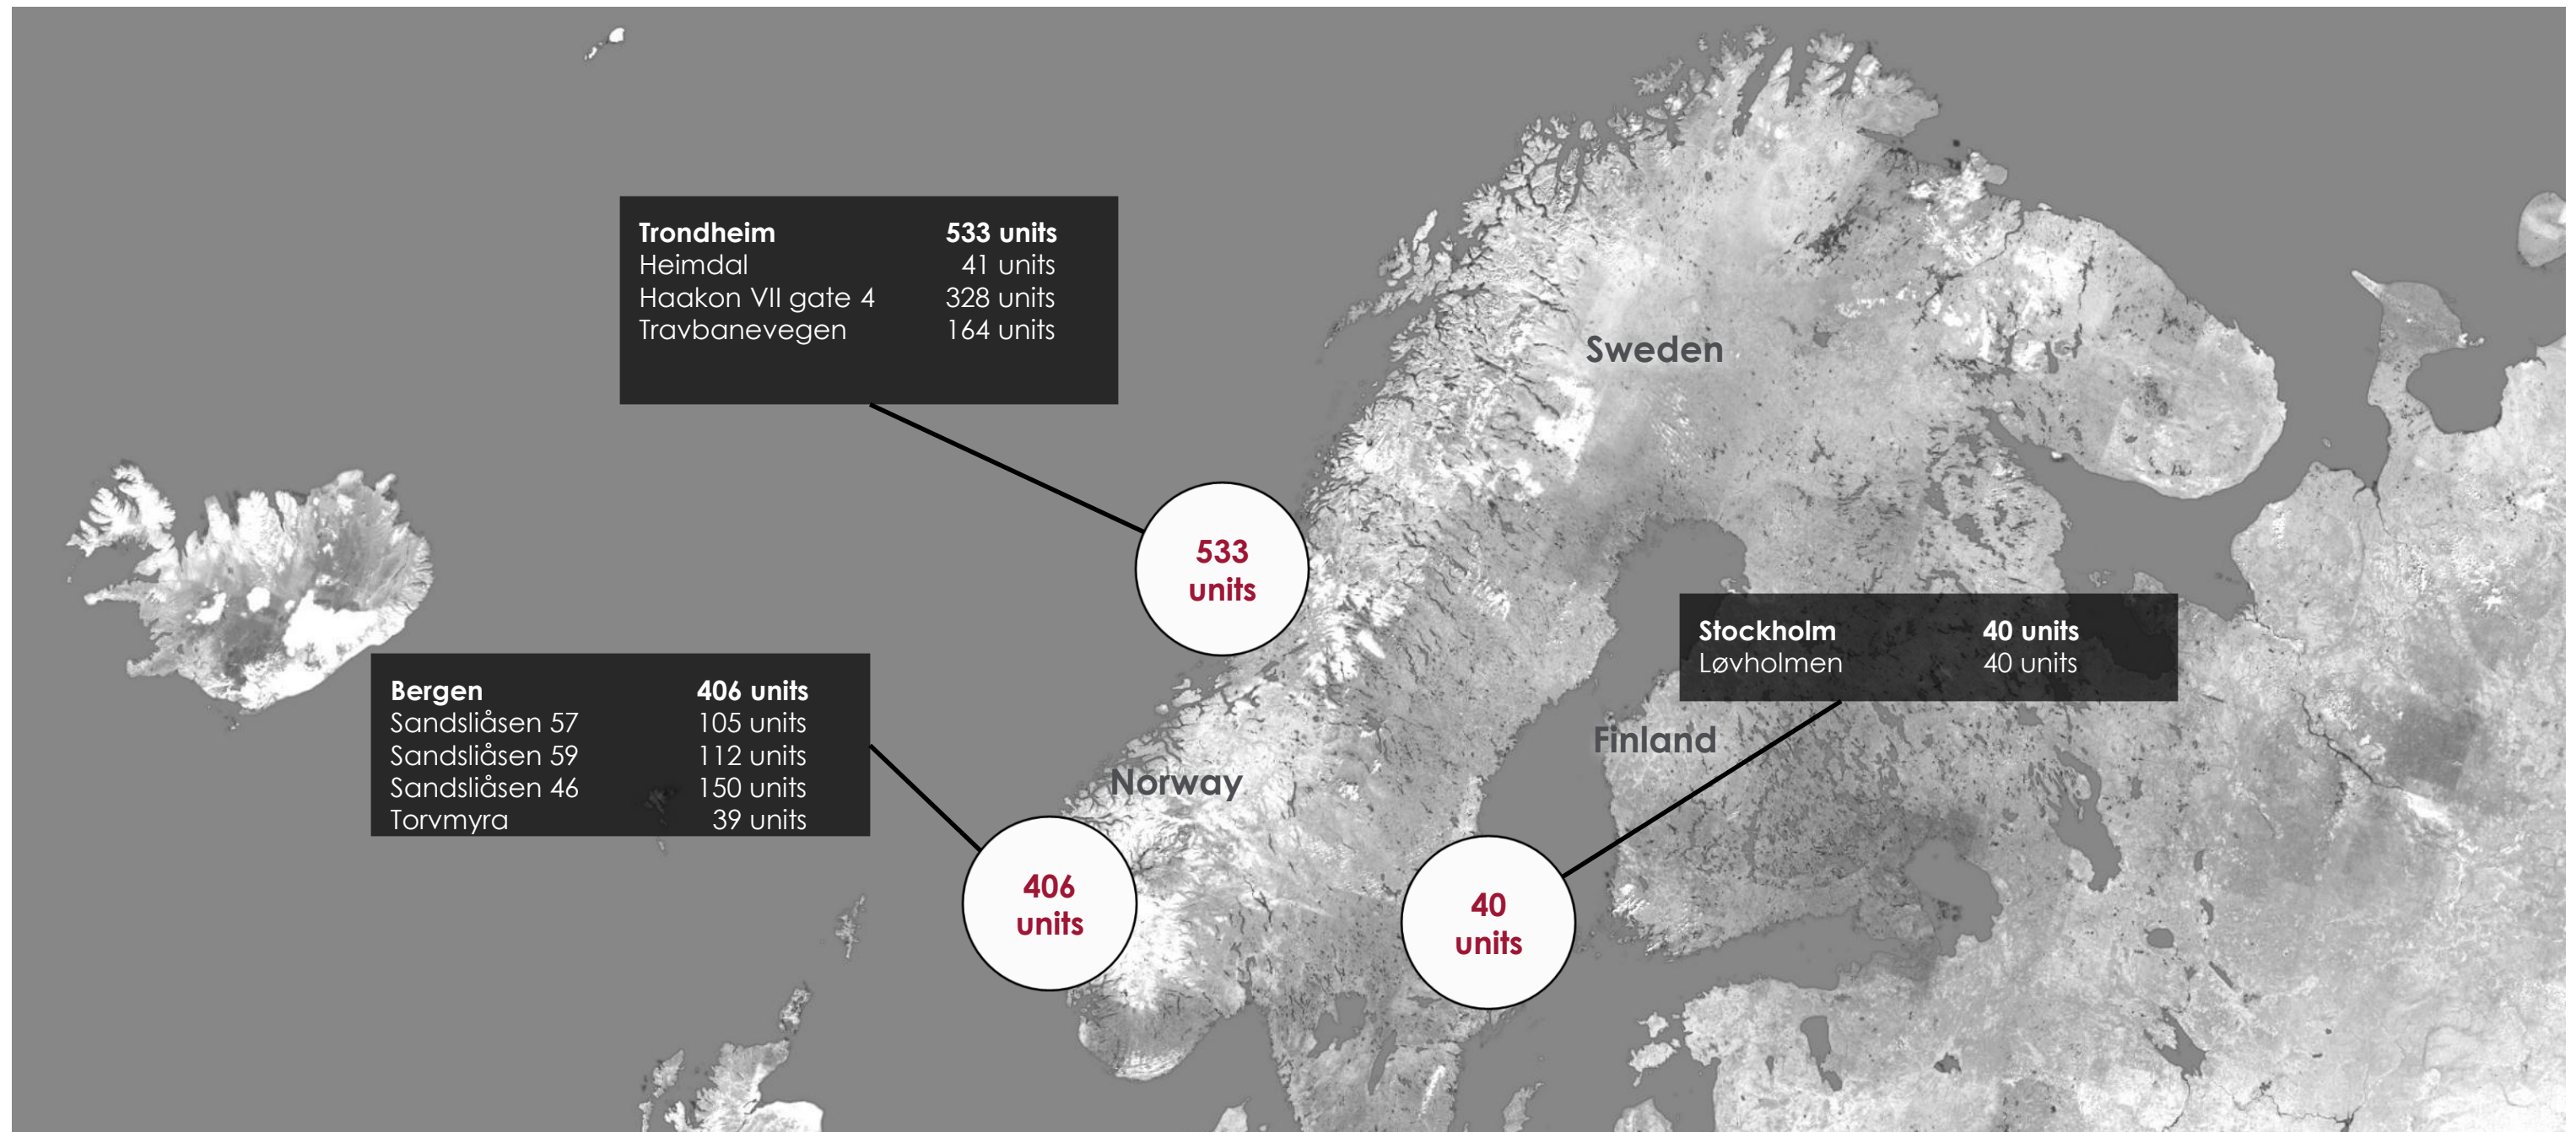 Trondheim 533 units
Heimdal 41 units
Haakon VII gate 4 328 units
Travbanevegen 164 units
Sweden
533
units
Stockholm 40 units
Løvholmen 40 units
Bergen 406 units
Sandsliåsen 57 105 units
Sandsliåsen 59 112 units
Sandsliåsen 46 150 units
Torvmyra 39 units
Finland
Norway
406
units
40
units